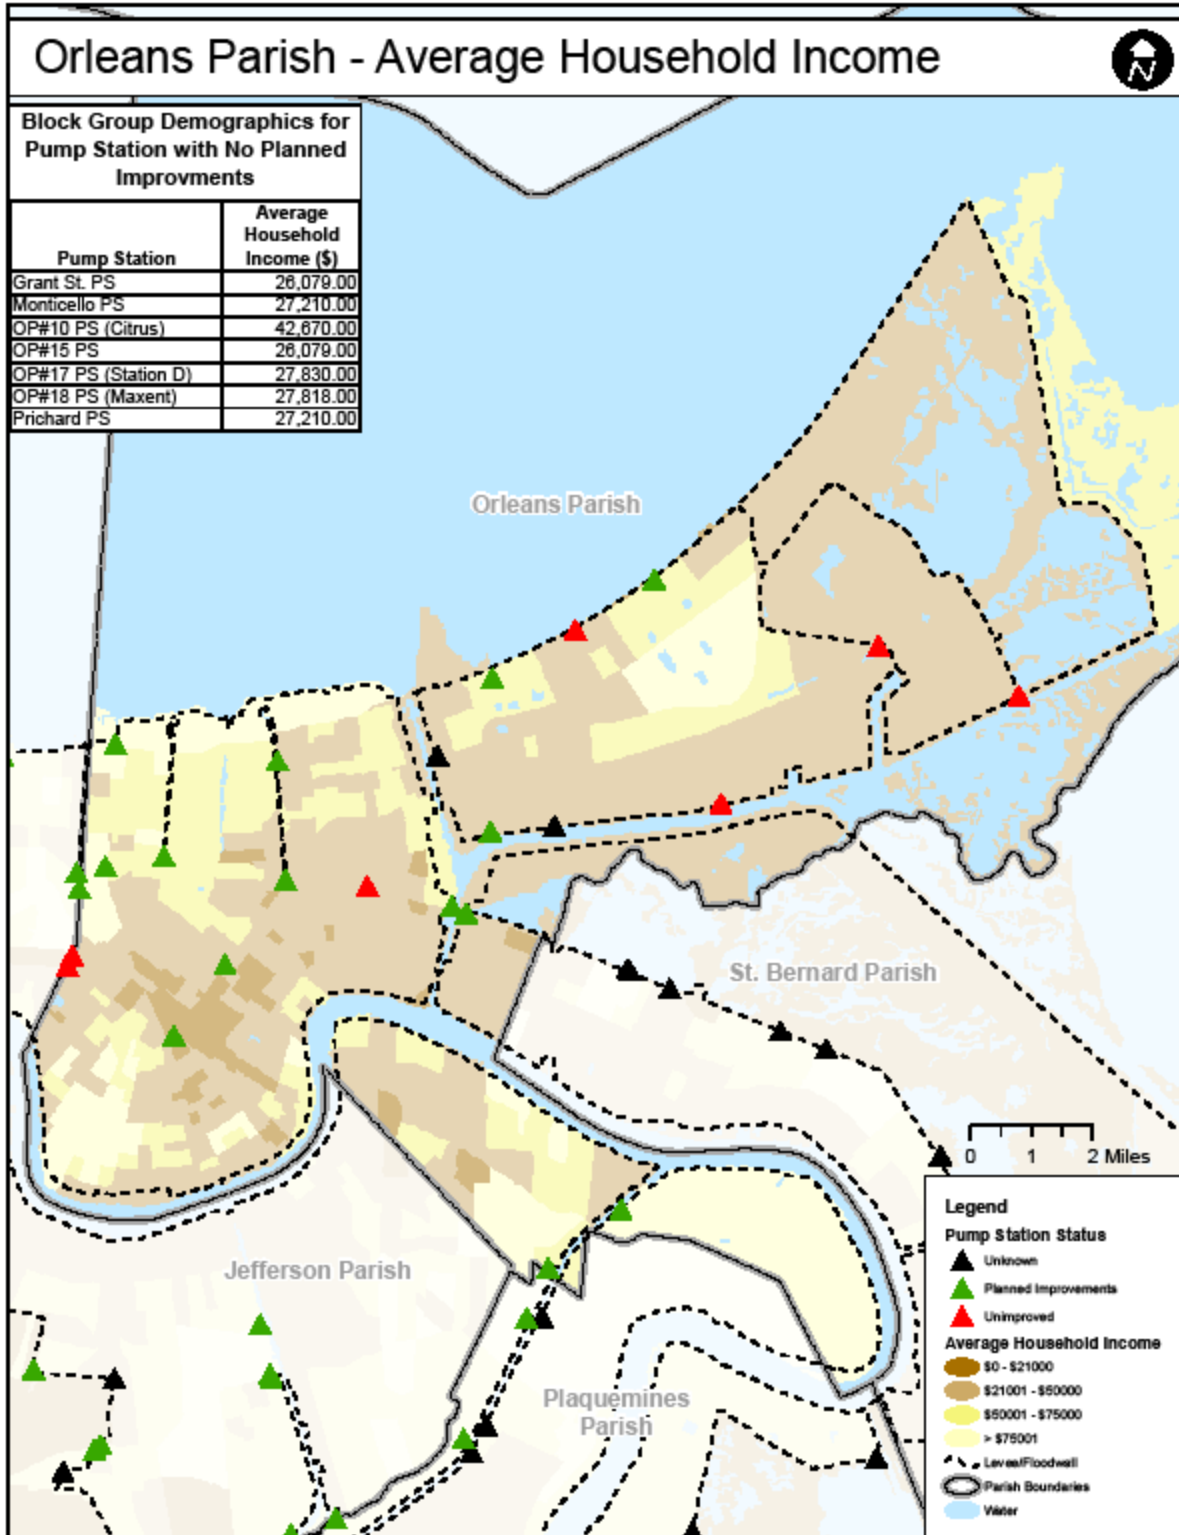 Orleans Parish - Average Household Income
N
Block Group Demographics for
Pump Station with No Planned
Improvments
Pump Station
Average
Household
Income ($)
Grant St. PS 26,079.00
Monticello PS 27,210.00
OP#10 PS (Citrus) 42,670.00
OP#15 PS 26,079.00
OP#17 PS (Station D) 27,830.00
OP#18 PS (Maxent) 27,818.00
Prichard PS 27,210.00
Orleans Parish
St. Bernard Parish
0 1 2 Miles
Jefferson Parish
Plaquemines
Parish
Legend
Pump Station Status
Unknown
Planned Improvements
Unimproved
Average Household Income
$0 - $21000
$21001 - $50000
$50001 - $75000
> $75001
Levee/Floodwall
Parish Boundaries
Water